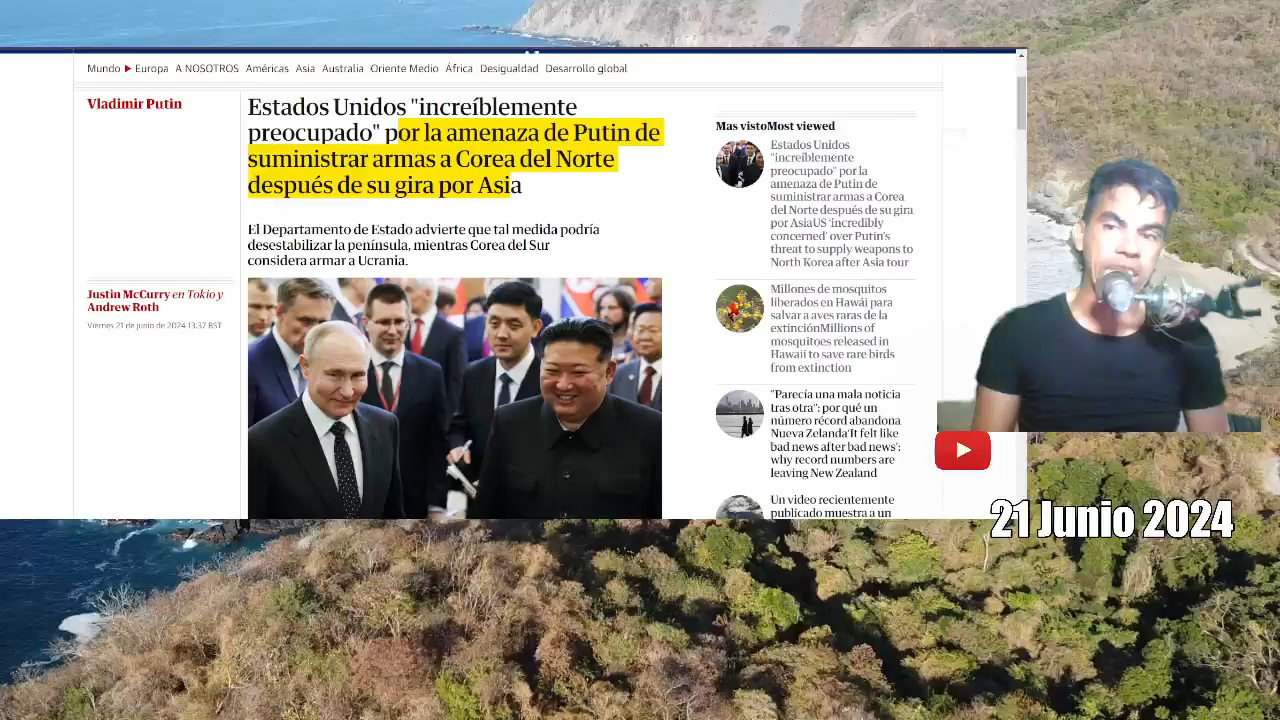 Mundo Europa A NOSOTROS Américas Asia Australia Oriente Medio África Desigualdad Desarrollo global
Vladimir Putin
Estados Unidos "increíblemente
preocupado" por la amenaza de Putin de
suministrar armas a Corea del Norte
después de su gira por Asia
El Departamento de Estado advierte que tal medida podría
desestabilizar la península, mientras Corea del Sur
considera armar a Ucrania.
Justin McCurry en Tokio y
Andrew Roth
Viernes 21 de junio de 2024 13.37 BST
Mas vistoMost viewed
Estados Unidos
"increíblemente
preocupado" por la
amenaza de Putin de
suministrar armas a Corea
del Norte después de su gira
por AsiaUS ‘incredibly
concerned’ over Putin’s
threat to supply weapons to
North Korea after Asia tour
Millones de mosquitos
liberados en Hawái para
salvar a aves raras de la
extinciónMillions of
mosquitoes released in
Hawaii to save rare birds
from extinction
"Parecía una mala noticia
tras otra": por qué un
número récord abandona
Nueva Zelanda‘It felt like
bad news after bad news’:
why record numbers are
leaving New Zealand
Un video recientemente
publicado muestra a un
21 Junio 2024